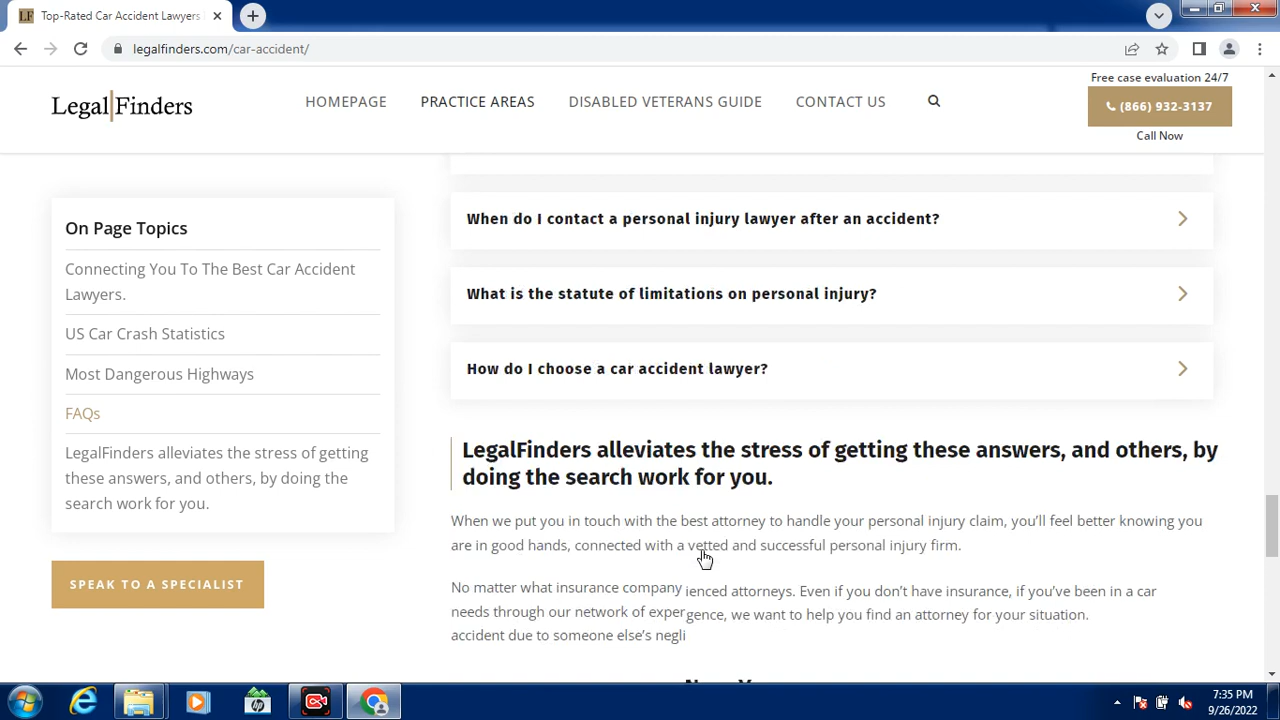 Top-Rated Car Accident Lawyers
legalfinders.com/car-accident/
Legal Finders
HOMEPAGE
PRACTICE AREAS
DISABLED VETERANS GUIDE
CONTACT US
Free case evaluation 24/7
(866) 932-3137
Call Now
On Page Topics
Connecting You To The Best Car Accident
Lawyers.
US Car Crash Statistics
Most Dangerous Highways
FAQs
LegalFinders alleviates the stress of getting
these answers, and others, by doing the
search work for you.
SPEAK TO A SPECIALIST
When do I contact a personal injury lawyer after an accident?
What is the statute of limitations on personal injury?
How do I choose a car accident lawyer?
LegalFinders alleviates the stress of getting these answers, and others, by
doing the search work for you.
When we put you in touch with the best attorney to handle your personal injury claim, you’ll feel better knowing you
are in good hands, connected with a vetted and successful personal injury firm.
No matter what insurance company
ienced attorneys. Even if you don’t have insurance, if you’ve been in a car
needs through our network of exper
gence, we want to help you find an attorney for your situation.
accident due to someone else’s negli
7:35 PM
9/26/2022